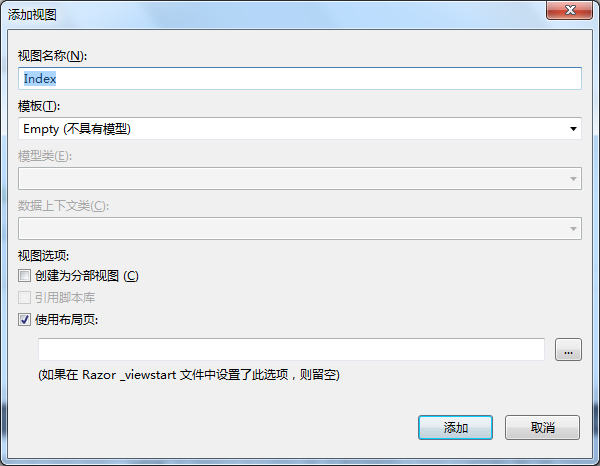 添加视图
视图名称(N):
Index
模板(T):
Empty (不具有模型)
模型类(E):
数据上下文类(C):
视图选项:
创建为分部视图 (C)
引用脚本库
使用布局页:
...
(如果在 Razor _viewstart 文件中设置了此选项，则留空)
添加
取消